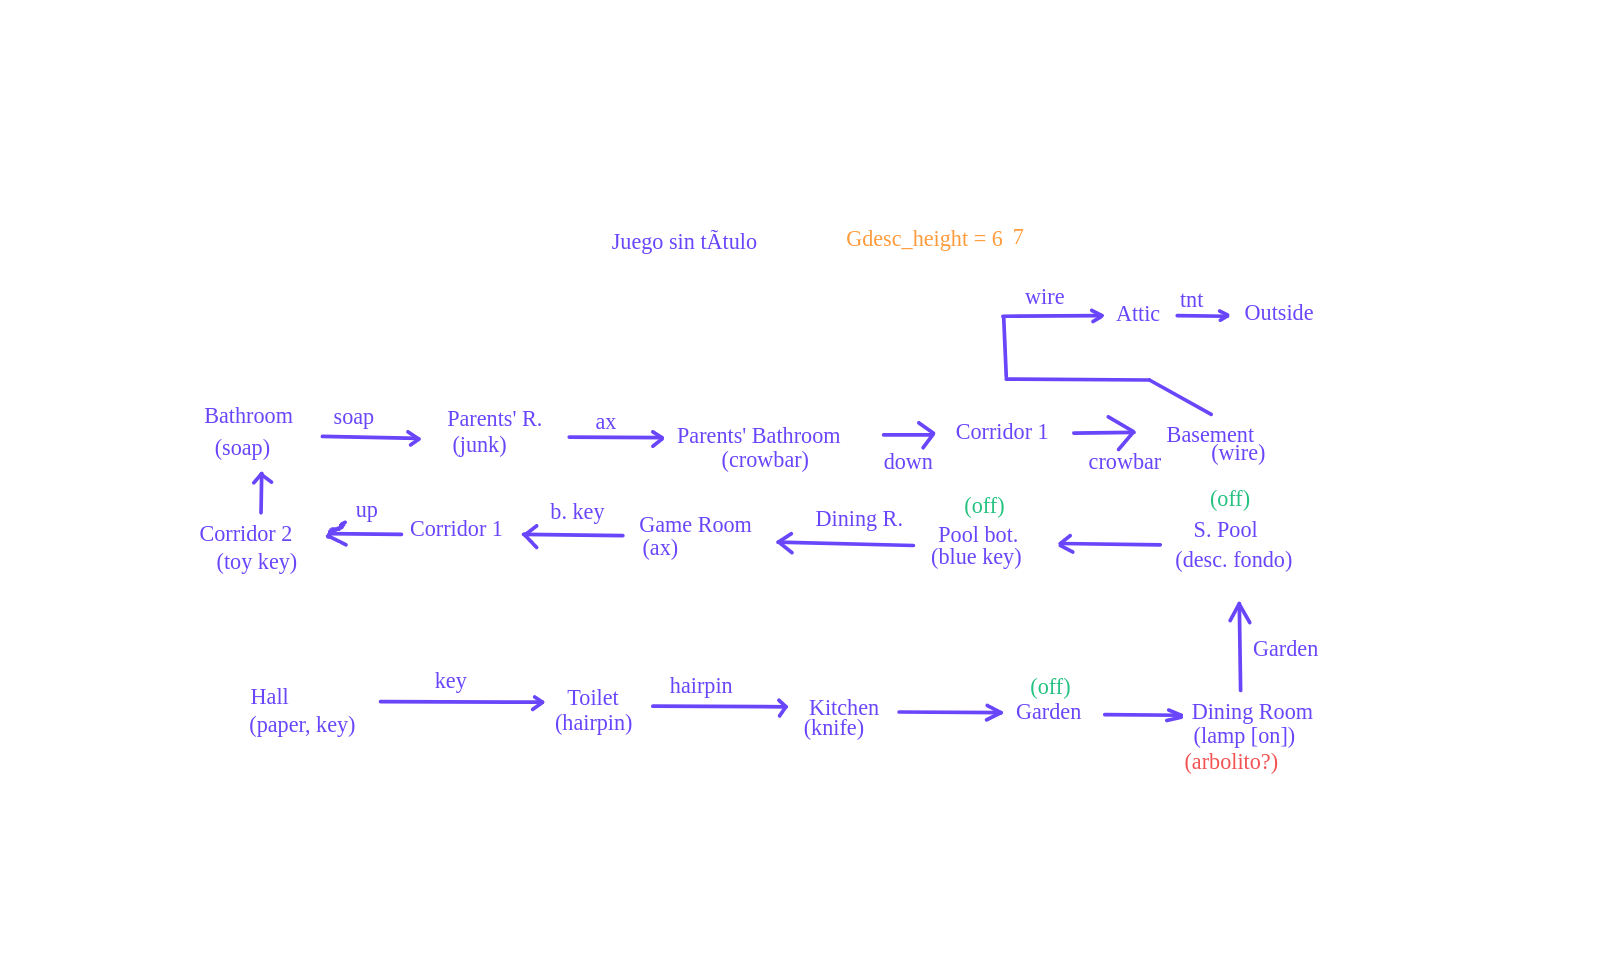 Juego sin tÃtulo
Gdesc_height = 6 7
wire
Attic
tnt
Outside
Bathroom
(soap)
soap
Parents' R.
(junk)
ax
Parents' Bathroom
(crowbar)
down
Corridor 1
crowbar
Basement
(wire)
Corridor 2
(toy key)
up
Corridor 1
b. key
Game Room
(ax)
Dining R.
(off)
Pool bot.
(blue key)
(off)
S. Pool
(desc. fondo)
Garden
Hall
(paper, key)
key
Toilet
(hairpin)
hairpin
Kitchen
(knife)
(off)
Garden
Dining Room
(lamp [on])
(arbolito?)